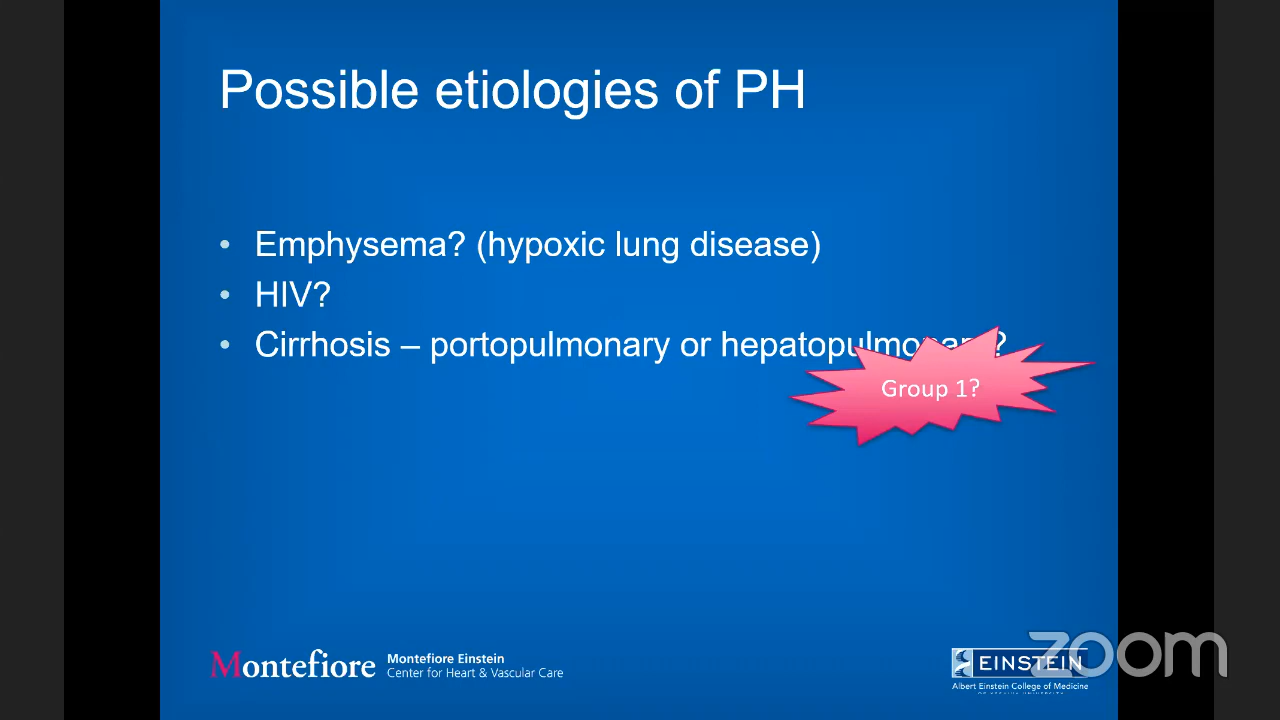 Possible etiologies of PH
• Emphysema? (hypoxic lung disease)
• HIV?
• Cirrhosis – portopulmonary or hepatopulmonary?
Group 1?
Montefiore
Montefiore Einstein
Center for Heart & Vascular Care
EINSTEIN
Albert Einstein College of Medicine
zoom